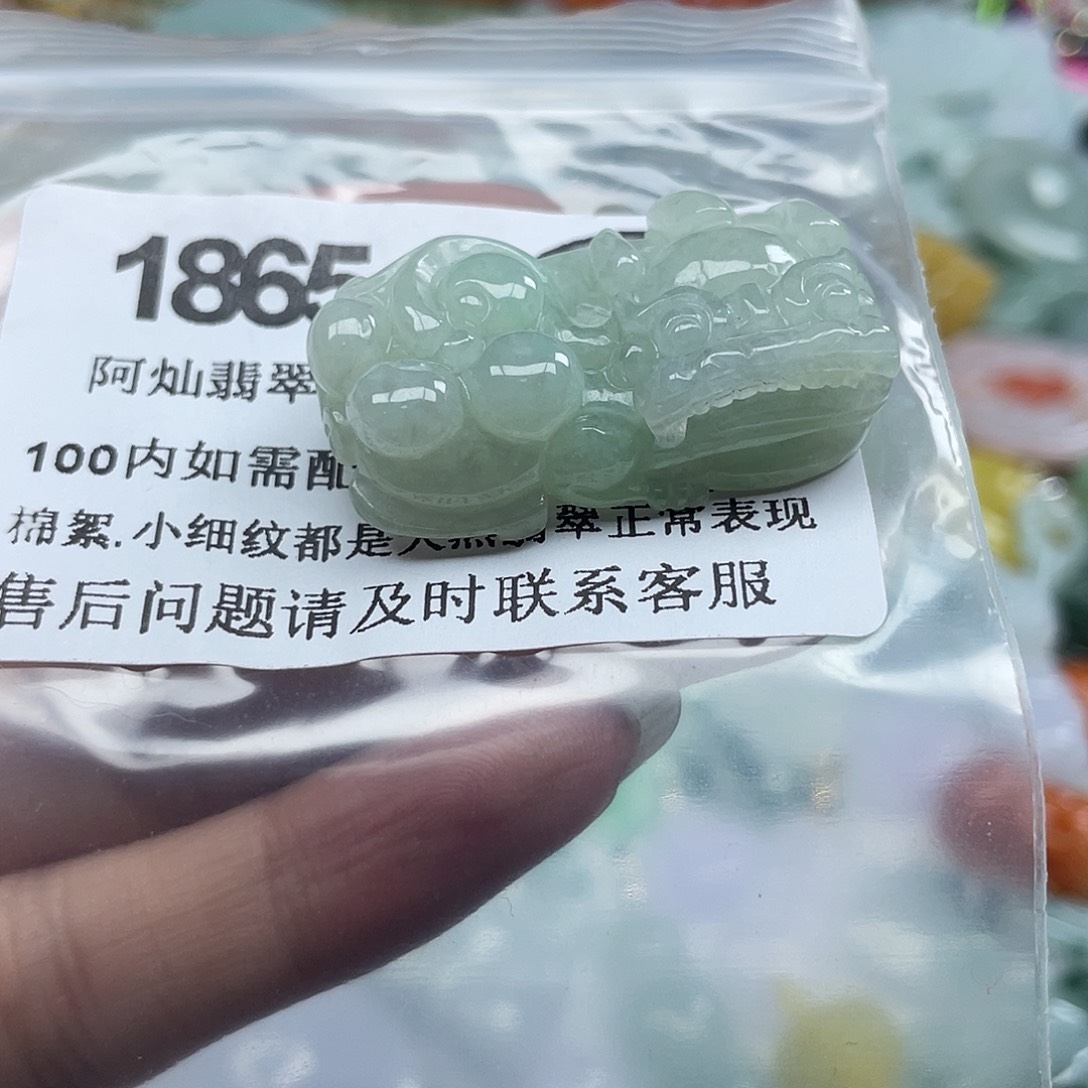 1865
阿灿翡翠
100内如需配
棉絮.小细纹都是天然翡翠正常表现
售后问题请及时联系客服